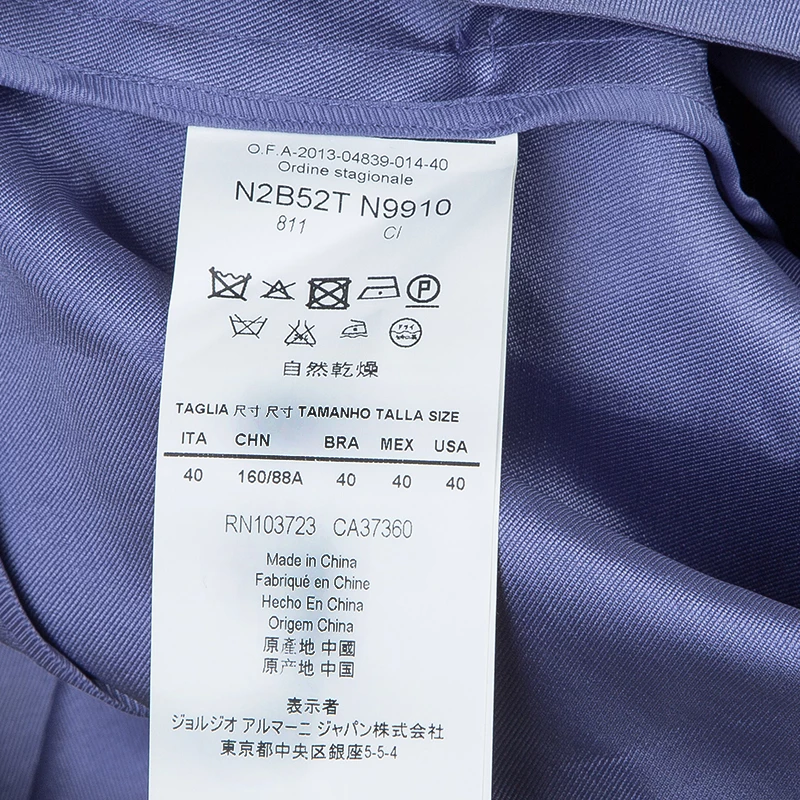 O.F.A-2013-04839-014-40
Ordine stagionale
N2B52T N9910
811 CI
P
自然乾燥
TAGLIA 尺寸 尺寸 TAMANHO TALLA SIZE
ITA CHN BRA MEX USA
40 160/88A 40 40 40
RN103723 CA37360
Made in China
Fabriqué en Chine
Hecho En China
Origem China
原產地 中國
原产地 中国
表示者
ジョルジオ アルマーニ ジャパン株式会社
東京都中央区銀座5-5-4